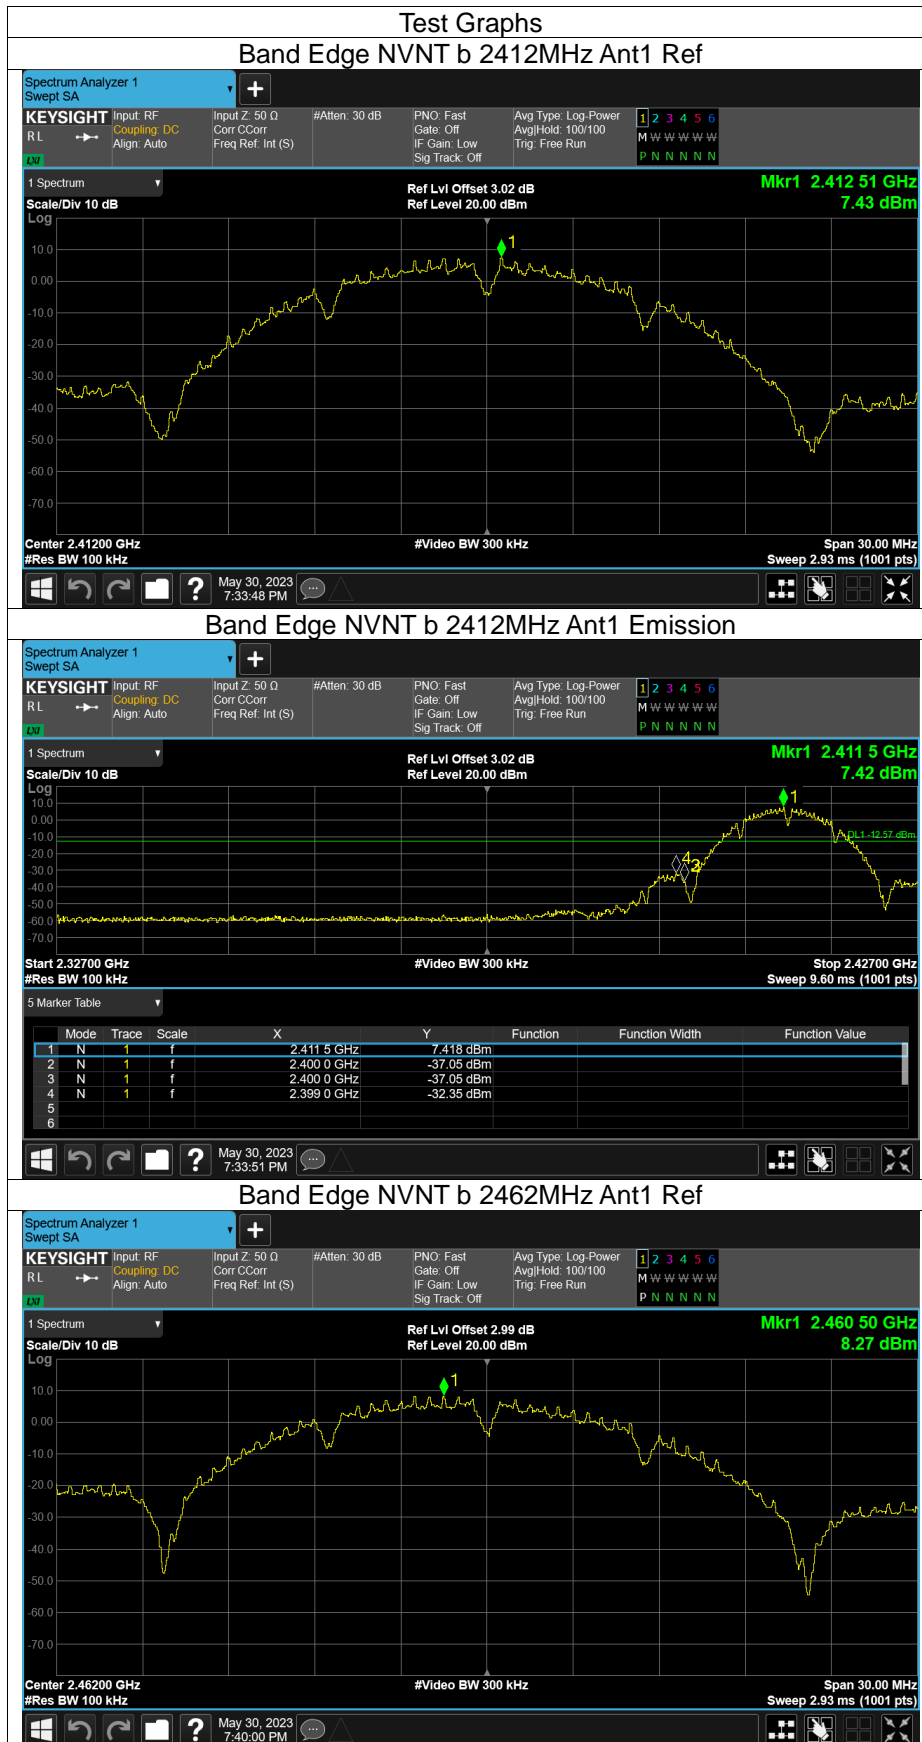 Test Graphs
Band Edge NVNT b 2412MHz Ant1 Ref
Spectrum Analyzer 1
Swept SA
KEYSIGHT Input: RF Input Z: 50 Ω #Atten: 30 dB PNO: Fast Avg Type: Log-Power 1 2 3 4 5 6
RL Coupling: DC Corr CCorr Gate: Off Avg|Hold: 100/100 M W W W W W
Align: Auto Freq Ref: Int (S) IF Gain: Low Trig: Free Run
LXI Sig Track: Off P N N N N N
1 Spectrum Ref Lvl Offset 3.02 dB Mkr1 2.412 51 GHz
Scale/Div 10 dB Ref Level 20.00 dBm 7.43 dBm
Log
1
10.0
0.00
-10.0
-20.0
-30.0
-40.0
-50.0
-60.0
-70.0
Center 2.41200 GHz #Video BW 300 kHz Span 30.00 MHz
#Res BW 100 kHz Sweep 2.93 ms (1001 pts)
? May 30, 2023
7:33:48 PM
Band Edge NVNT b 2412MHz Ant1 Emission
Spectrum Analyzer 1
Swept SA
KEYSIGHT Input: RF Input Z: 50 Ω #Atten: 30 dB PNO: Fast Avg Type: Log-Power 1 2 3 4 5 6
RL Coupling: DC Corr CCorr Gate: Off Avg|Hold: 100/100 M W W W W W
Align: Auto Freq Ref: Int (S) IF Gain: Low Trig: Free Run
LXI Sig Track: Off P N N N N N
1 Spectrum Ref Lvl Offset 3.02 dB Mkr1 2.411 5 GHz
Scale/Div 10 dB Ref Level 20.00 dBm 7.42 dBm
Log
1
10.0
0.00
-10.0 DL1 -12.57 dBm
-20.0
4 2
-30.0
-40.0
-50.0
-60.0
-70.0
Start 2.32700 GHz #Video BW 300 kHz Stop 2.42700 GHz
#Res BW 100 kHz Sweep 9.60 ms (1001 pts)
5 Marker Table
Mode Trace Scale X Y Function Function Width Function Value
1 N 1 f 2.411 5 GHz 7.418 dBm
2 N 1 f 2.400 0 GHz -37.05 dBm
3 N 1 f 2.400 0 GHz -37.05 dBm
4 N 1 f 2.399 0 GHz -32.35 dBm
5
6
? May 30, 2023
7:33:51 PM
Band Edge NVNT b 2462MHz Ant1 Ref
Spectrum Analyzer 1
Swept SA
KEYSIGHT Input: RF Input Z: 50 Ω #Atten: 30 dB PNO: Fast Avg Type: Log-Power 1 2 3 4 5 6
RL Coupling: DC Corr CCorr Gate: Off Avg|Hold: 100/100 M W W W W W
Align: Auto Freq Ref: Int (S) IF Gain: Low Trig: Free Run
LXI Sig Track: Off P N N N N N
1 Spectrum Ref Lvl Offset 2.99 dB Mkr1 2.460 50 GHz
Scale/Div 10 dB Ref Level 20.00 dBm 8.27 dBm
Log
1
10.0
0.00
-10.0
-20.0
-30.0
-40.0
-50.0
-60.0
-70.0
Center 2.46200 GHz #Video BW 300 kHz Span 30.00 MHz
#Res BW 100 kHz Sweep 2.93 ms (1001 pts)
? May 30, 2023
7:40:00 PM